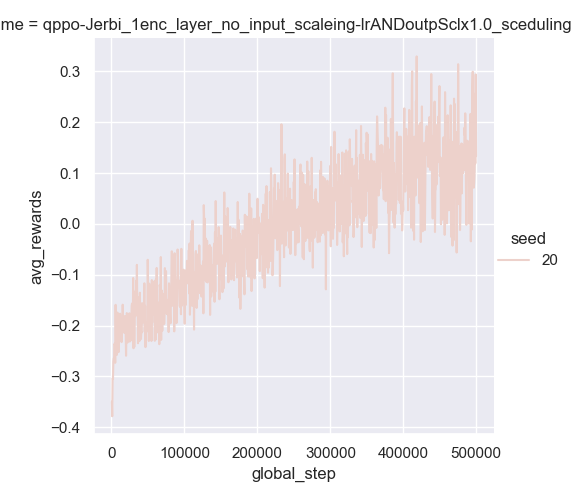 me = qppo-Jerbi_1enc_layer_no_input_scaleing-lrANDoutpSclx1.0_sceduling
0.3
0.2
0.1
0.0
−0.1
−0.2
−0.3
−0.4
avg_rewards
0 100000 200000 300000 400000 500000
global_step
seed
20